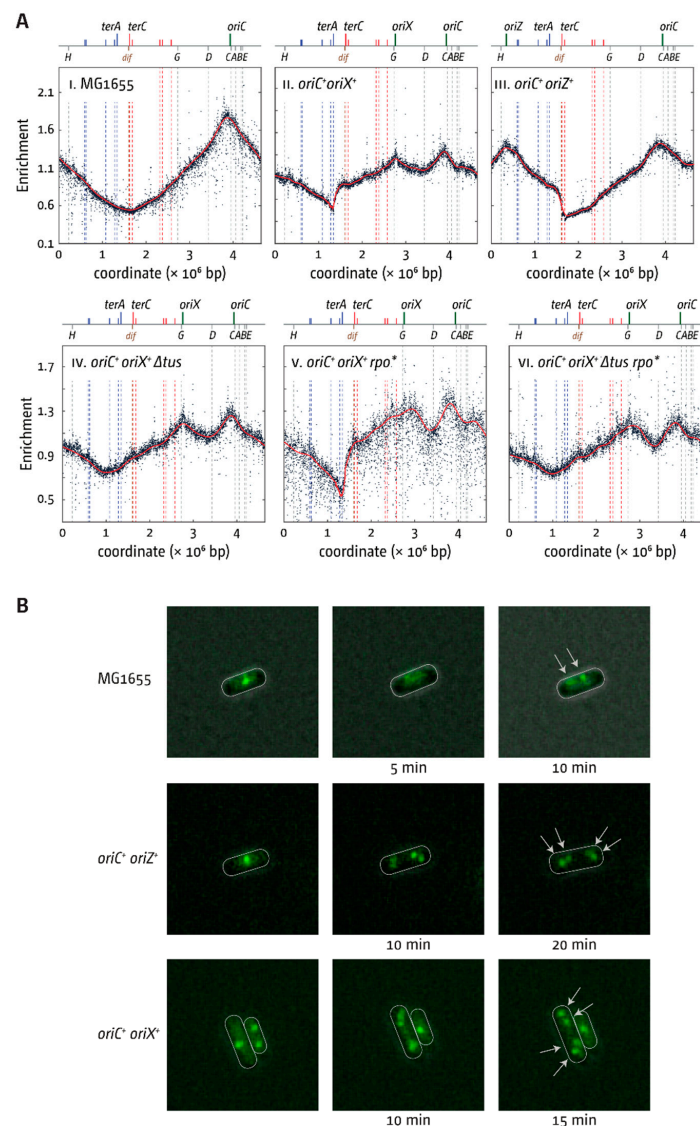 A
terA terC oriC
terA terC oriX oriC
oriZ terA terC oriC
H dif G D CABE
H dif G D CABE
H dif G D CABE
I. MG1655
II. oriC⁺oriX⁺
III. oriC⁺oriZ⁺
Enrichment
2.1
1.6
1.1
0.6
0.1
0 1 2 3 4
0 1 2 3 4
0 1 2 3 4
coordinate (× 10⁶ bp)
coordinate (× 10⁶ bp)
coordinate (× 10⁶ bp)
terA terC oriX oriC
terA terC oriX oriC
terA terC oriX oriC
H dif G D CABE
H dif G D CABE
H dif G D CABE
IV. oriC⁺ oriX⁺ Δtus
V. oriC⁺ oriX⁺ rpo*
VI. oriC⁺ oriX⁺ Δtus rpo*
Enrichment
1.7
1.3
0.9
0.5
0 1 2 3 4
0 1 2 3 4
0 1 2 3 4
coordinate (× 10⁶ bp)
coordinate (× 10⁶ bp)
coordinate (× 10⁶ bp)
B
MG1655
5 min
10 min
oriC⁺ oriZ⁺
10 min
20 min
oriC⁺ oriX⁺
10 min
15 min